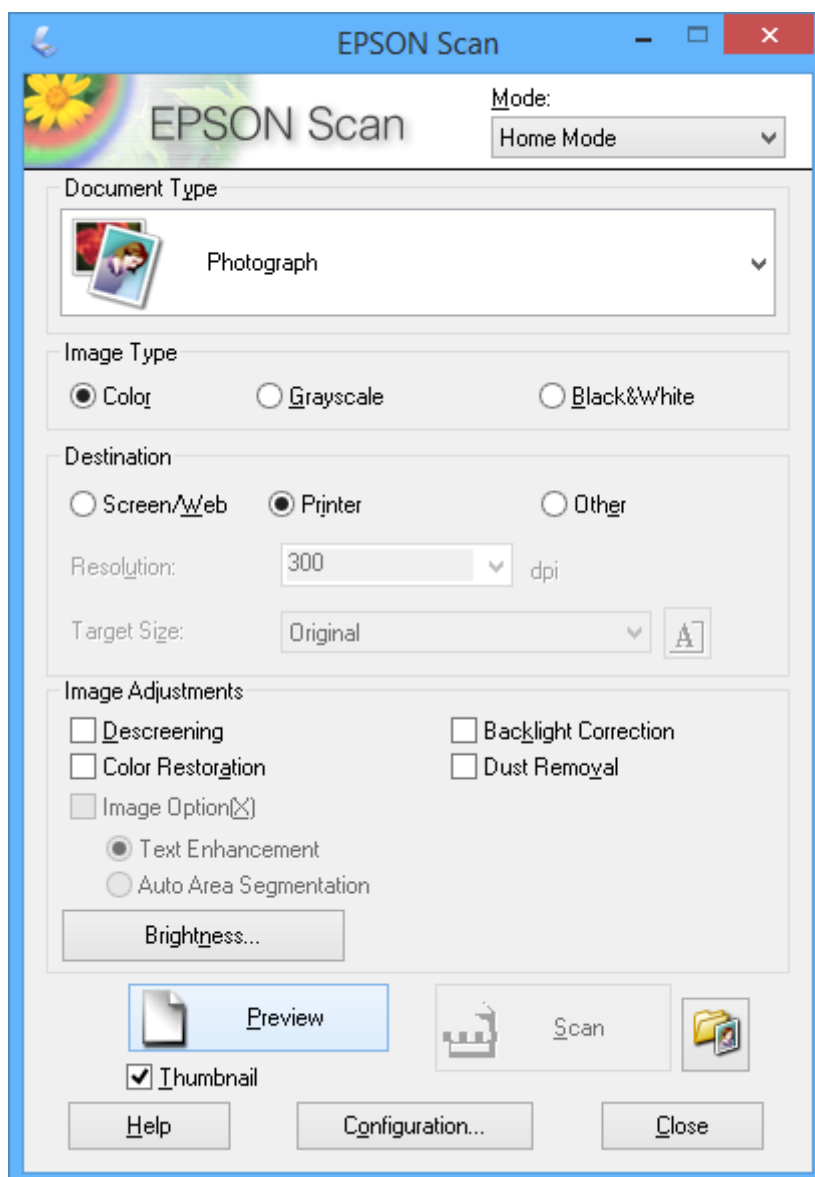 EPSON Scan
EPSON Scan
Mode:
Home Mode
Document Type
Photograph
Image Type
Color Grayscale Black&White
Destination
Screen/Web Printer Other
Resolution: 300 dpi
Target Size: Original A
Image Adjustments
Descreening Backlight Correction
Color Restoration Dust Removal
Image Option(X)
Text Enhancement
Auto Area Segmentation
Brightness...
Preview Scan
Thumbnail
Help Configuration... Close